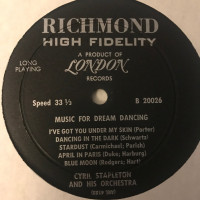 RICHMOND
HIGH FIDELITY
A PRODUCT OF
LONG
PLAYING
LONDON
RECORDS
Speed 33 ⅓
B 20026
MUSIC FOR DREAM DANCING
I'VE GOT YOU UNDER MY SKIN (Porter)
DANCING IN THE DARK (Schwartz)
STARDUST (Carmichael; Parish)
APRIL IN PARIS (Duke; Harburg)
BLUE MOON (Rodgers; Hart)
CYRIL STAPLETON
AND HIS ORCHESTRA